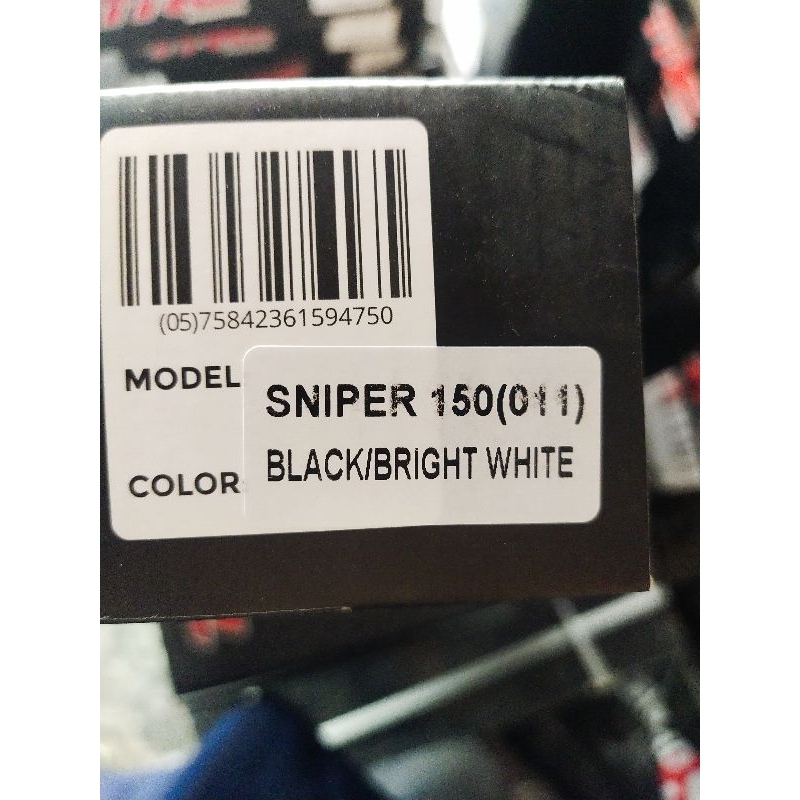 (05)75842361594750
MODEL
SNIPER 150(011)
COLOR
BLACK/BRIGHT WHITE